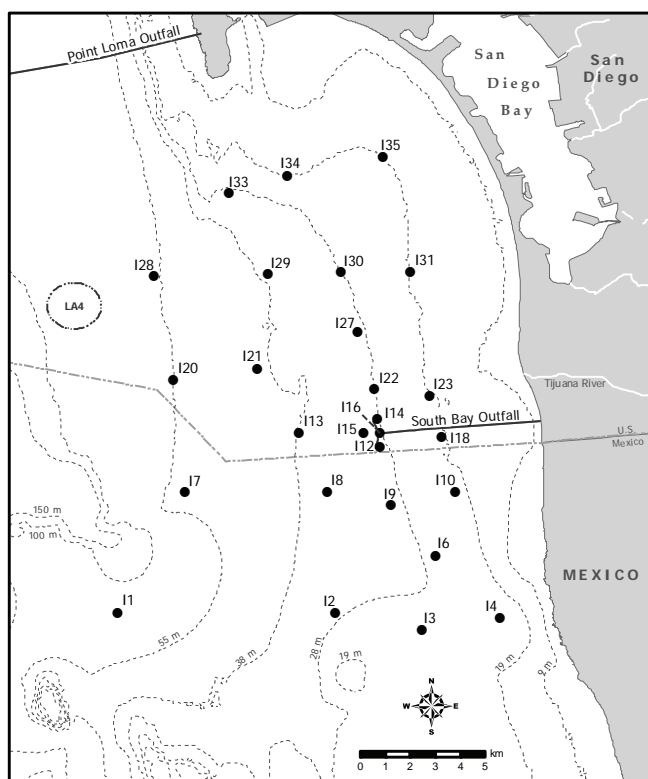 Point Loma Outfall
San
Diego
Bay
San
Diego
I35
I34
I33
I28
I29
I30
I31
LA4
I27
I20
I21
I22
I23
Tijuana River
I16
I14
South Bay Outfall
I13
I15
I18
U.S.
I12
Mexico
I7
I8
I10
I9
150 m
100 m
I6
MEXICO
I1
I2
I4
I3
55 m
38 m
28 m
19 m
19 m
9 m
N
W
E
S
km
0
1
2
3
4
5